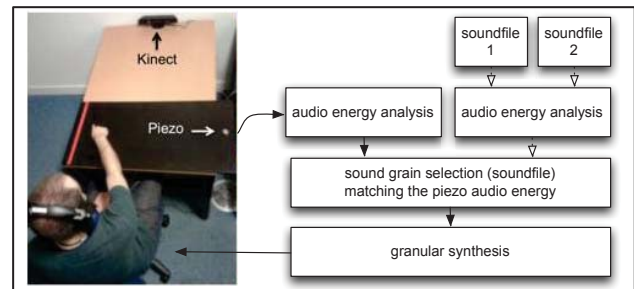 Kinect
Piezo
soundfile
1
soundfile
2
audio energy analysis
audio energy analysis
sound grain selection (soundfile)
matching the piezo audio energy
granular synthesis